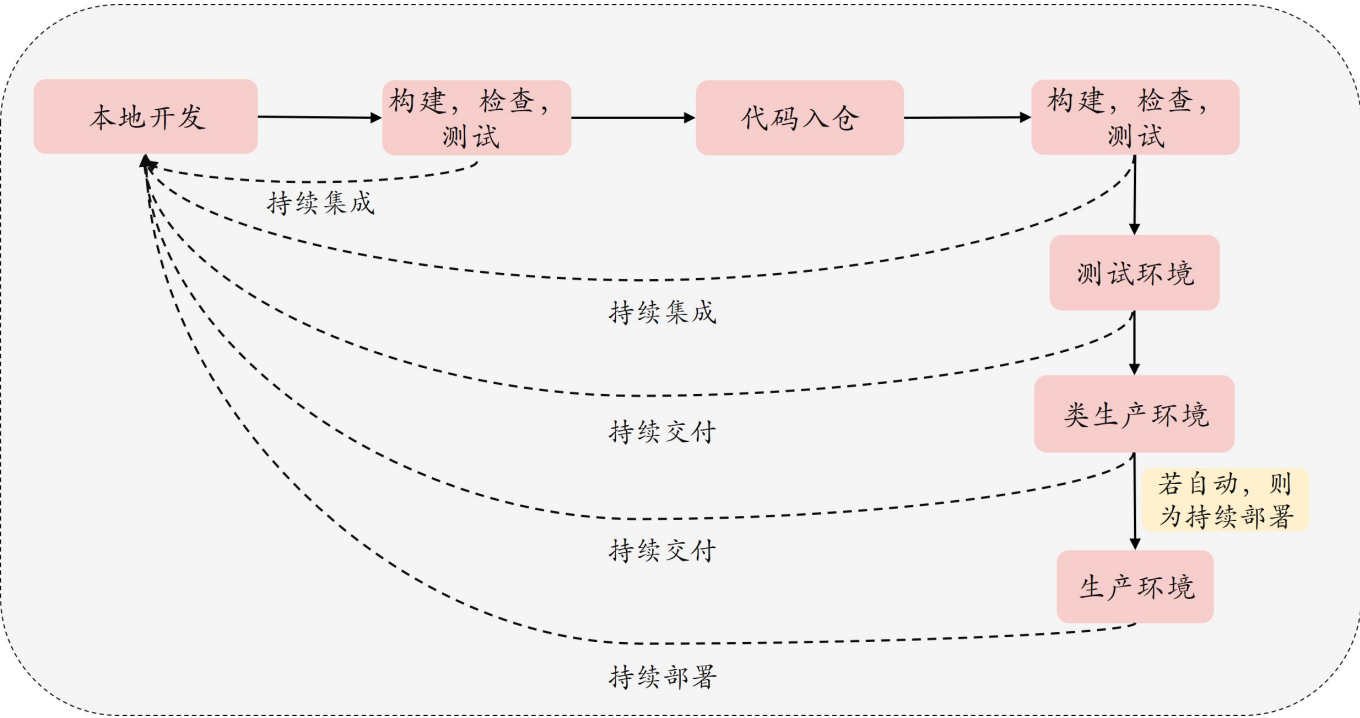 本地开发
构建，检查，
测试
代码入仓
构建，检查，
测试
持续集成
测试环境
持续集成
类生产环境
持续交付
若自动，则
为持续部署
持续交付
生产环境
持续部署